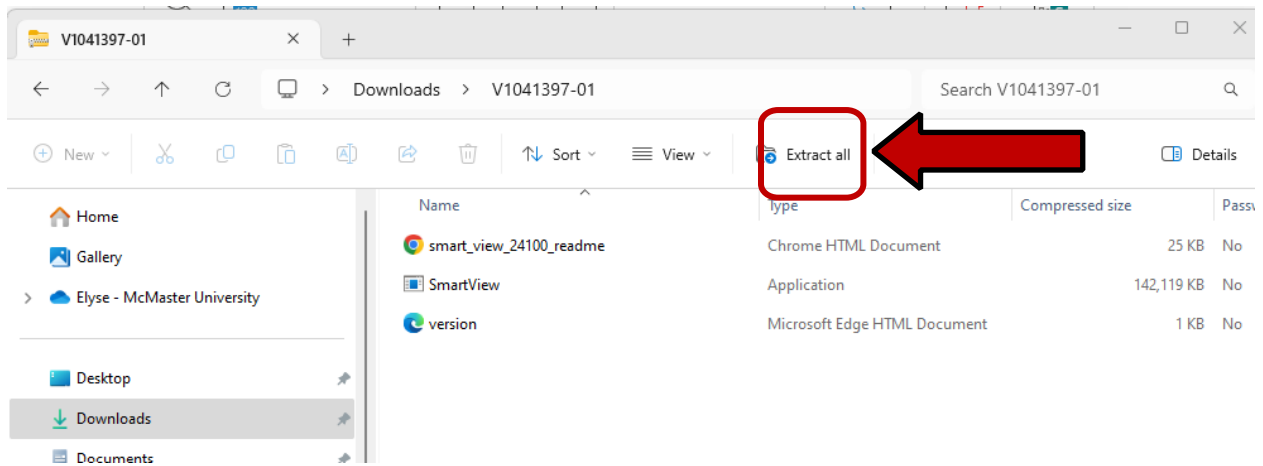 V1041397-01
Downloads > V1041397-01
Search V1041397-01
New
Sort
View
Extract all
Details
Home
Gallery
Elyse - McMaster University
Desktop
Downloads
Documents
Name
Type
Compressed size
smart_view_24100_readme
Chrome HTML Document
25 KB
No
SmartView
Application
142,119 KB
No
version
Microsoft Edge HTML Document
1 KB
No